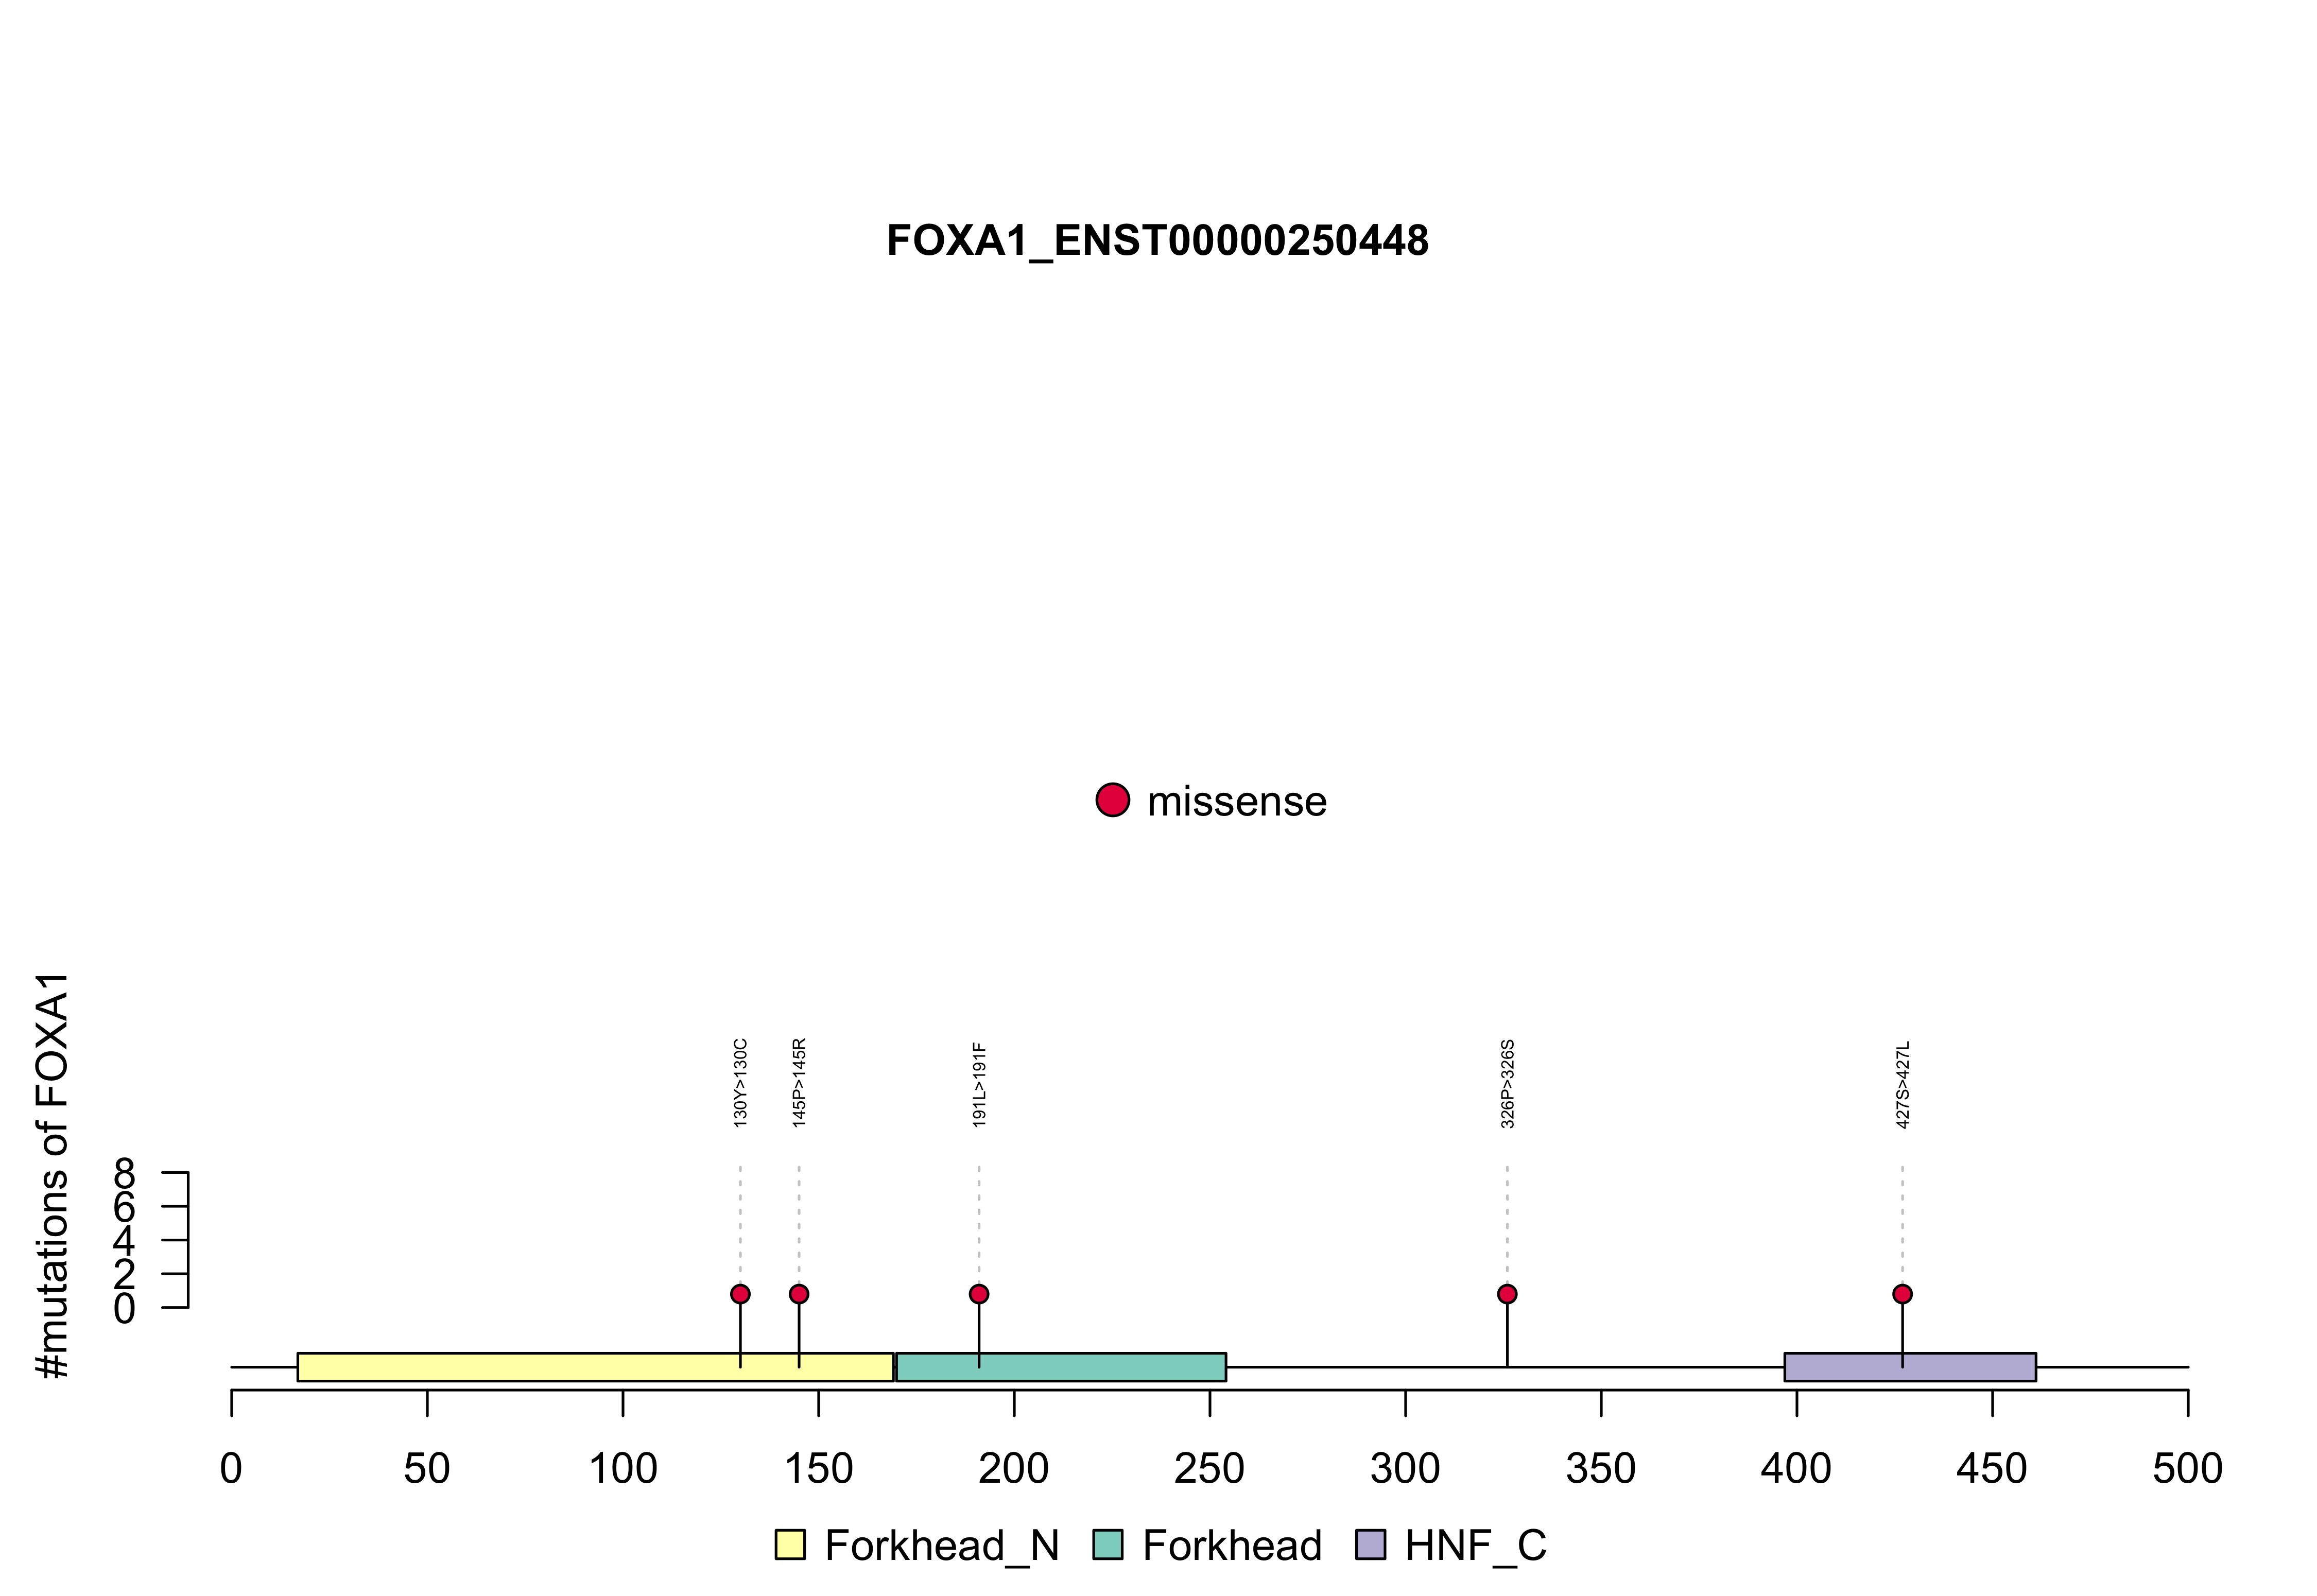 FOXA1_ENST00000250448
missense
#mutations of FOXA1
130Y>130C
145P>145R
191L>191F
326P>326S
427S>427L
8
6
4
2
0
0 50 100 150 200 250 300 350 400 450 500
Forkhead_N Forkhead HNF_C